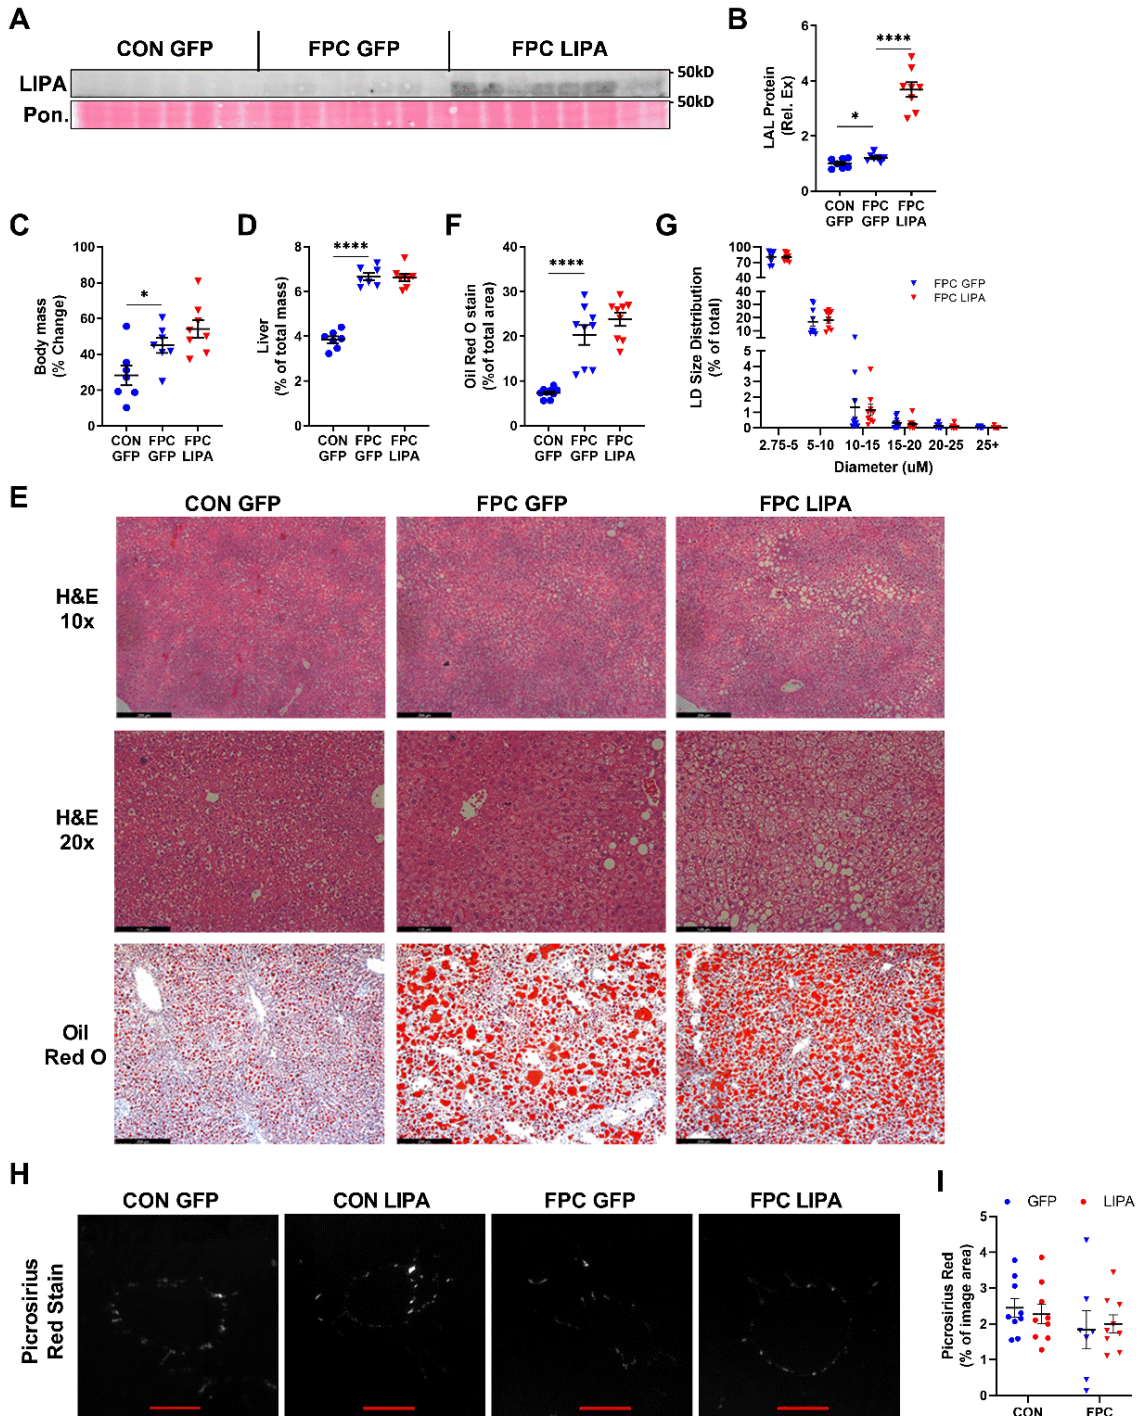 A
CON GFP
FPC GFP
FPC LIPA
LIPA
50kD
Pon.
50kD
B
LAL Protein
(Rel. Ex)
8
6
4
2
0
*
****
CON
GFP
FPC
GFP
FPC
LIPA
C
Body mass
(% Change)
100
80
60
40
20
0
*
CON
GFP
FPC
GFP
FPC
LIPA
D
Liver
(% of total mass)
8
6
4
2
0
****
CON
GFP
FPC
GFP
FPC
LIPA
F
Oil Red O stain
(%of total area)
40
30
20
10
0
****
CON
GFP
FPC
GFP
FPC
LIPA
G
LD Size Distribution
(% of total)
100
70
40
40
30
20
10
5
4
3
2
1
0
FPC GFP
FPC LIPA
2.75-5
5-10
10-15
15-20
20-25
25+
Diameter (uM)
E
CON GFP
FPC GFP
FPC LIPA
H&E
10x
H&E
20x
Oil
Red O
H
CON GFP
CON LIPA
FPC GFP
FPC LIPA
Picrosirius
Red Stain
I
GFP
LIPA
Picrosirius Red
(% of image area)
5
4
3
2
1
0
CON
FPC